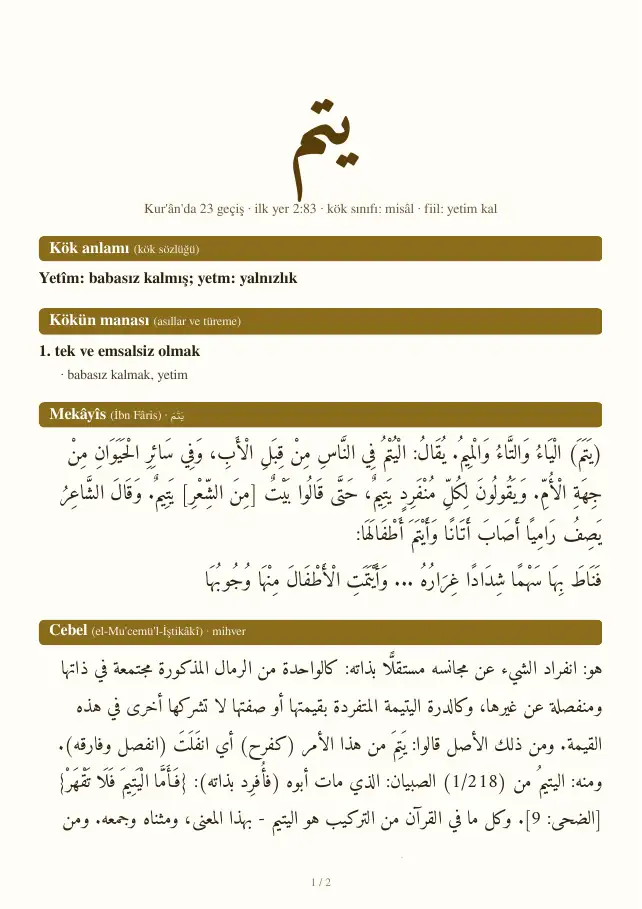 يتم
Kur'ân'da 23 geçiş · ilk yer 2:83 · kök sınıfı: misâl · fiil: yetim kal
Kök anlamı (kök sözlüğü)
Yetîm: babasız kalmış; yetm: yalnızlık
Kökün manası (asıllar ve türeme)
1. tek ve emsalsiz olmak
· babasız kalmak, yetim
Mekâyîs (İbn Fâris) · يَتَمَ
(يَتَمَ) الْيَاءُ وَالتَّاءُ وَالْمِيمُ. يُقَالُ: الْيُتْمُ فِي النَّاسِ مِنْ قِبَلِ الْأَبِ، وَفِي سَائِرِ الْحَيَوَانِ مِنْ
جِهَةِ الْأُمِّ. وَيَقُولُونَ لِكُلِّ مُنْفَرِدٍ يَتِيمٌ، حَتَّى قَالُوا بَيْتٌ [مِنَ الشِّعْرِ] يَتِيمٌ. وَقَالَ الشَّاعِرُ
يَصِفُ رَامِيًا أَصَابَ أَتَانًا وَأَيْتَمَ أَطْفَالَهَا:
فَنَاطَ بِهَا سَهْمًا شِدَادًا غِرَارُهُ ... وَأَيْتَمَتِ الْأَطْفَالَ مِنْهَا وُجُوبُهَا
Cebel (el-Mu'cemü'l-İştikâkî) · mihver
هو: انفراد الشيء عن مجانسه مستقلًّا بذاته: كالواحدة من الرمال المذكورة مجتمعة في ذاتها
ومنفصلة عن غيرها، وكالدرة اليتيمة المتفردة بقيمتها أو صفتها لا تشركها أخرى في هذه
القيمة. ومن ذلك الأصل قالوا: يَتِمَ من هذا الأمر (كفرح) أي انفَلَتَ (انفصل وفارقه).
ومنه: اليتيمُ من (1/218) الصبيان: الذي مات أبوه (فأُفرِد بذاته): {فَأَمَّا الْيَتِيمَ فَلَا تَقْهَرْ}
[الضحى: 9]. وكل ما في القرآن من التركيب هو اليتيم - بهذا المعنى، ومثناه وجمعه. ومن
1 / 2